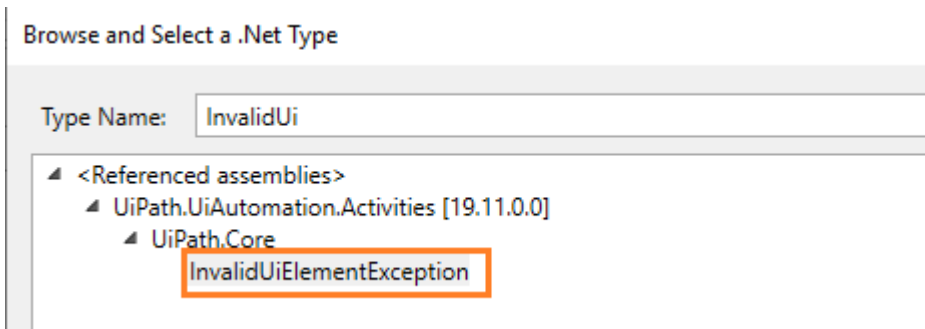 Browse and Select a .Net Type
Type Name: InvalidUi
<Referenced assemblies>
UiPath.UiAutomation.Activities [19.11.0.0]
UiPath.Core
InvalidUiElementException